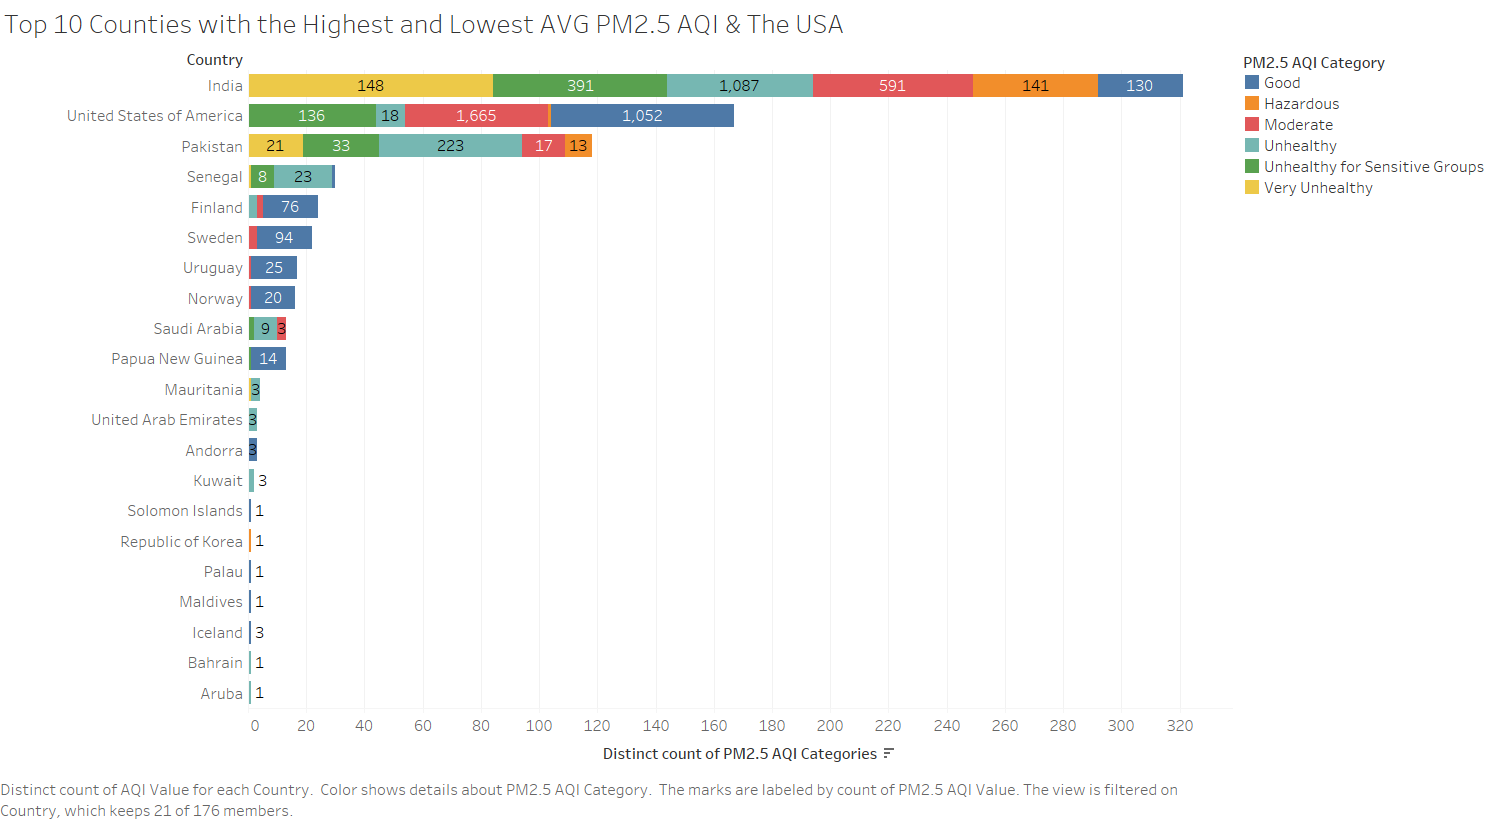 Top 10 Counties with the Highest and Lowest AVG PM2.5 AQI & The USA
Country
India 148 391 1,087 591 141 130
United States of America 136 18 1,665 1,052
Pakistan 21 33 223 17 13
Senegal 8 23
Finland 76
Sweden 94
Uruguay 25
Norway 20
Saudi Arabia 9 3
Papua New Guinea 14
Mauritania 3
United Arab Emirates 3
Andorra 3
Kuwait 3
Solomon Islands 1
Republic of Korea 1
Palau 1
Maldives 1
Iceland 3
Bahrain 1
Aruba 1
0 20 40 60 80 100 120 140 160 180 200 220 240 260 280 300 320
Distinct count of PM2.5 AQI Categories
PM2.5 AQI Category
Good
Hazardous
Moderate
Unhealthy
Unhealthy for Sensitive Groups
Very Unhealthy
Distinct count of AQI Value for each Country. Color shows details about PM2.5 AQI Category. The marks are labeled by count of PM2.5 AQI Value. The view is filtered on
Country, which keeps 21 of 176 members.